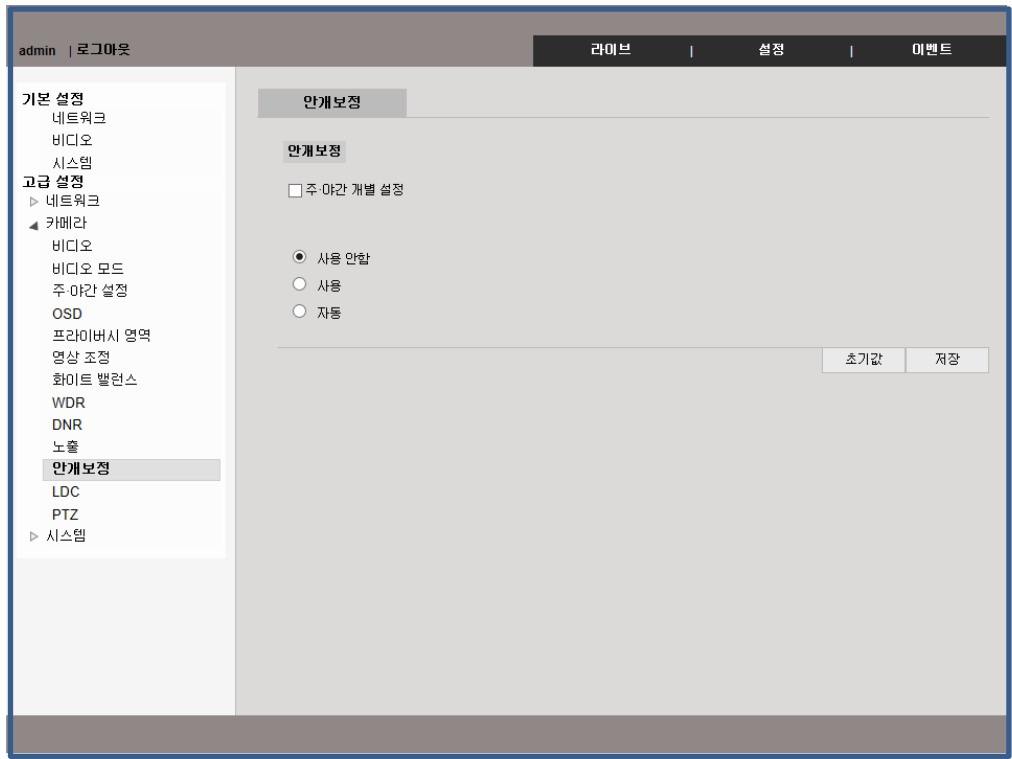 admin | 로그아웃
라이브 | 설정 | 이벤트
기본 설정
네트워크
비디오
시스템
고급 설정
네트워크
카메라
비디오
비디오 모드
주·야간 설정
OSD
프라이버시 영역
영상 조정
화이트 밸런스
WDR
DNR
노출
안개보정
LDC
PTZ
시스템
안개보정
안개보정
주·야간 개별 설정
사용 안함
사용
자동
초기값 저장